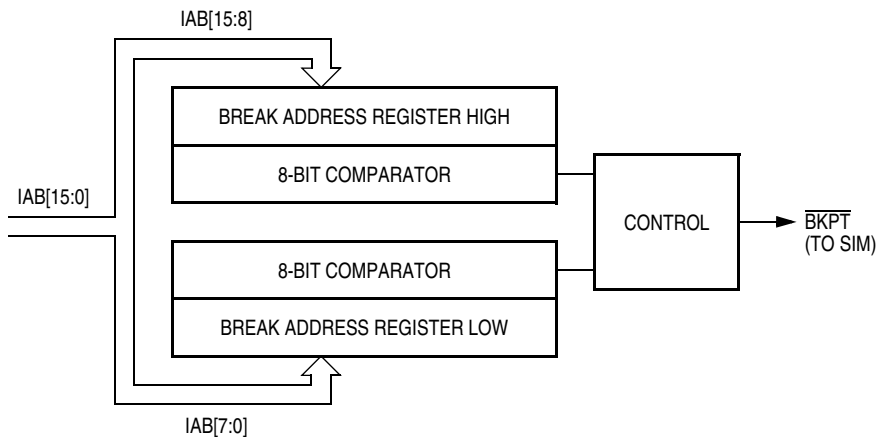 IAB[15:8]
BREAK ADDRESS REGISTER HIGH
8-BIT COMPARATOR
IAB[15:0]
CONTROL
BKPT
(TO SIM)
8-BIT COMPARATOR
BREAK ADDRESS REGISTER LOW
IAB[7:0]